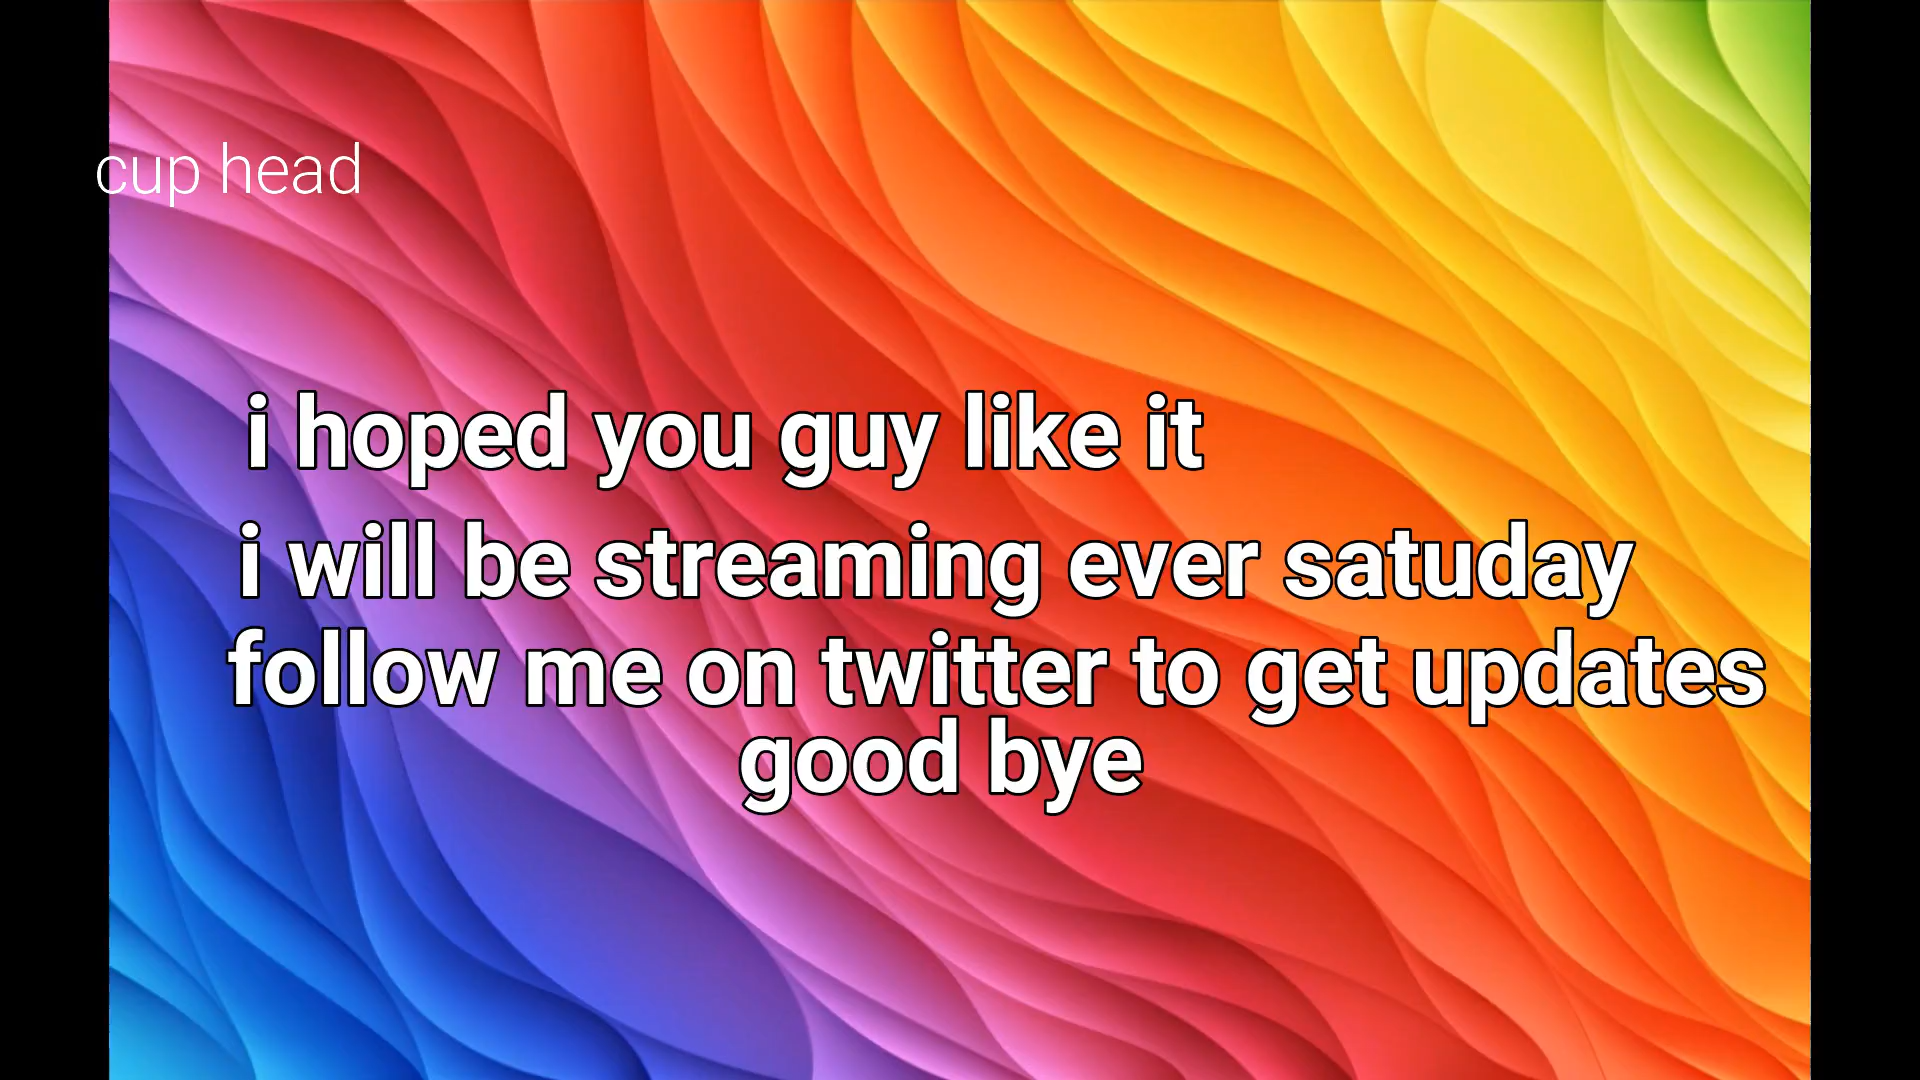 cup head
i hoped you guy like it
i will be streaming ever satuday
follow me on twitter to get updates
good bye